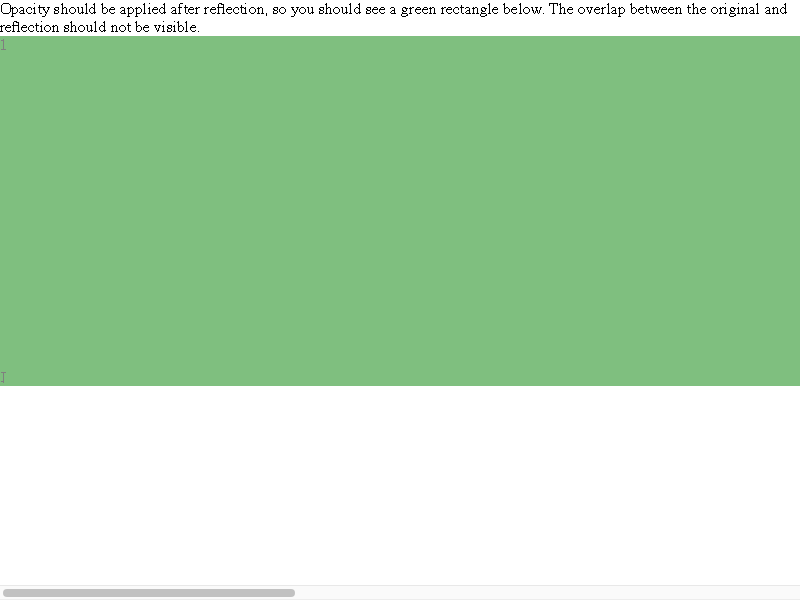 Opacity should be applied after reflection, so you should see a green rectangle below. The overlap between the original and
reflection should not be visible.
1